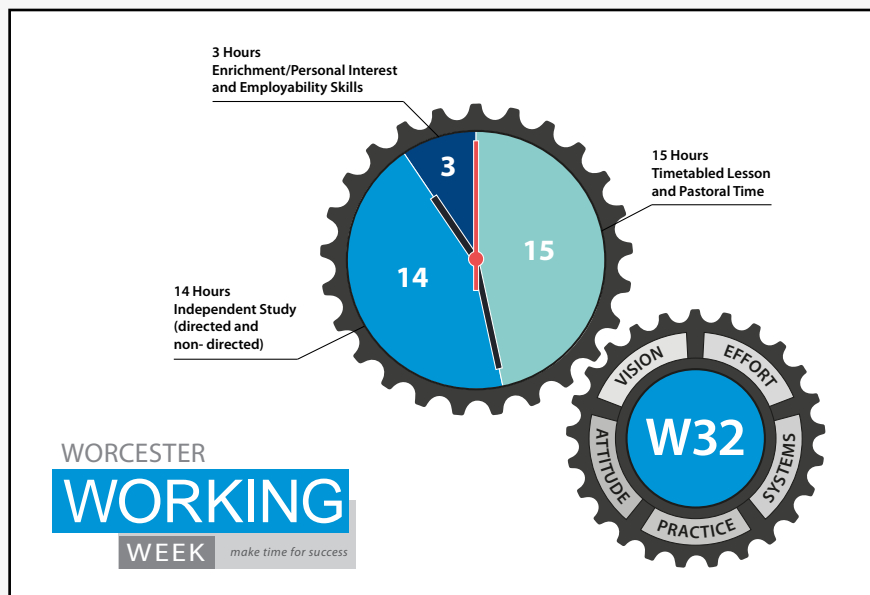 3 Hours
Enrichment/Personal Interest
and Employability Skills
3
15 Hours
Timetabled Lesson
and Pastoral Time
15
14
14 Hours
Independent Study
(directed and
non- directed)
VISION
EFFORT
ATTITUDE
W32
SYSTEMS
PRACTICE
WORCESTER
WORKING
WEEK
make time for success